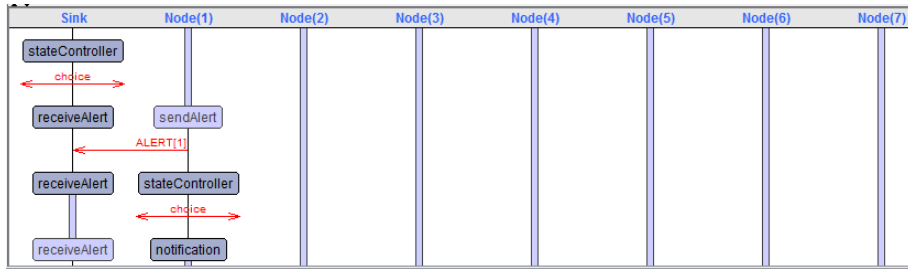 Sink Node(1) Node(2) Node(3) Node(4) Node(5) Node(6) Node(7)
stateController
choice
receiveAlert sendAlert
ALERT[1]
receiveAlert stateController
choice
receiveAlert notification